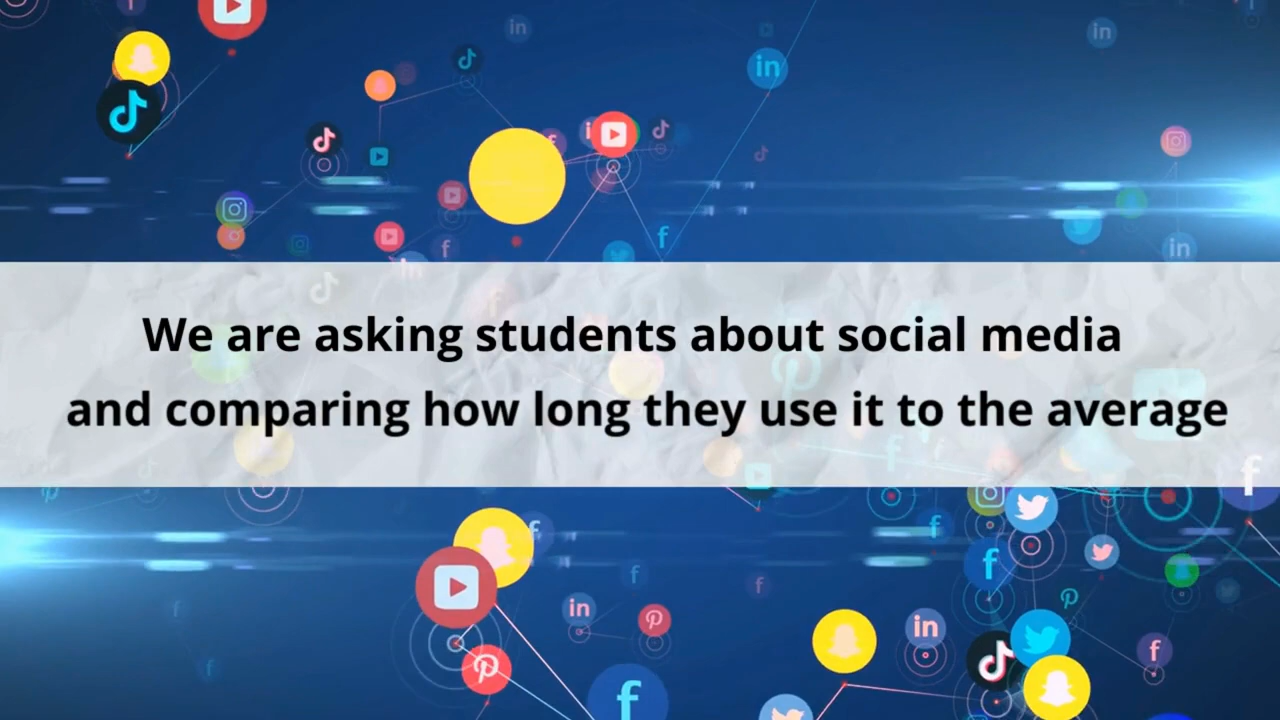 We are asking students about social media
and comparing how long they use it to the average